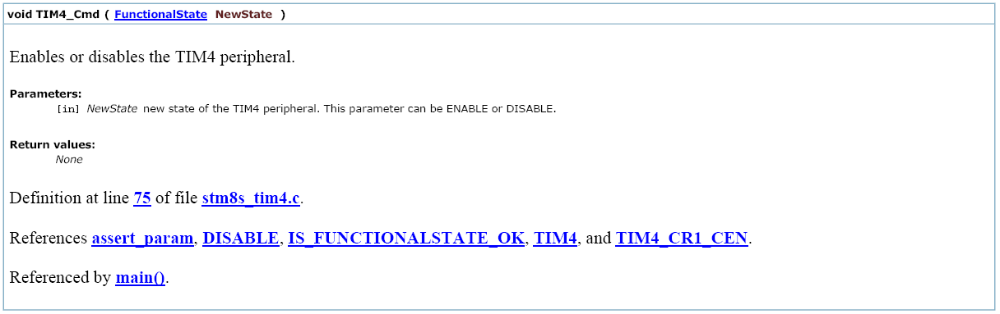 void TIM4_Cmd ( FunctionalState NewState )
Enables or disables the TIM4 peripheral.
Parameters:
[in] NewState new state of the TIM4 peripheral. This parameter can be ENABLE or DISABLE.
Return values:
None
Definition at line 75 of file stm8s_tim4.c.
References assert_param, DISABLE, IS_FUNCTIONALSTATE_OK, TIM4, and TIM4_CR1_CEN.
Referenced by main().